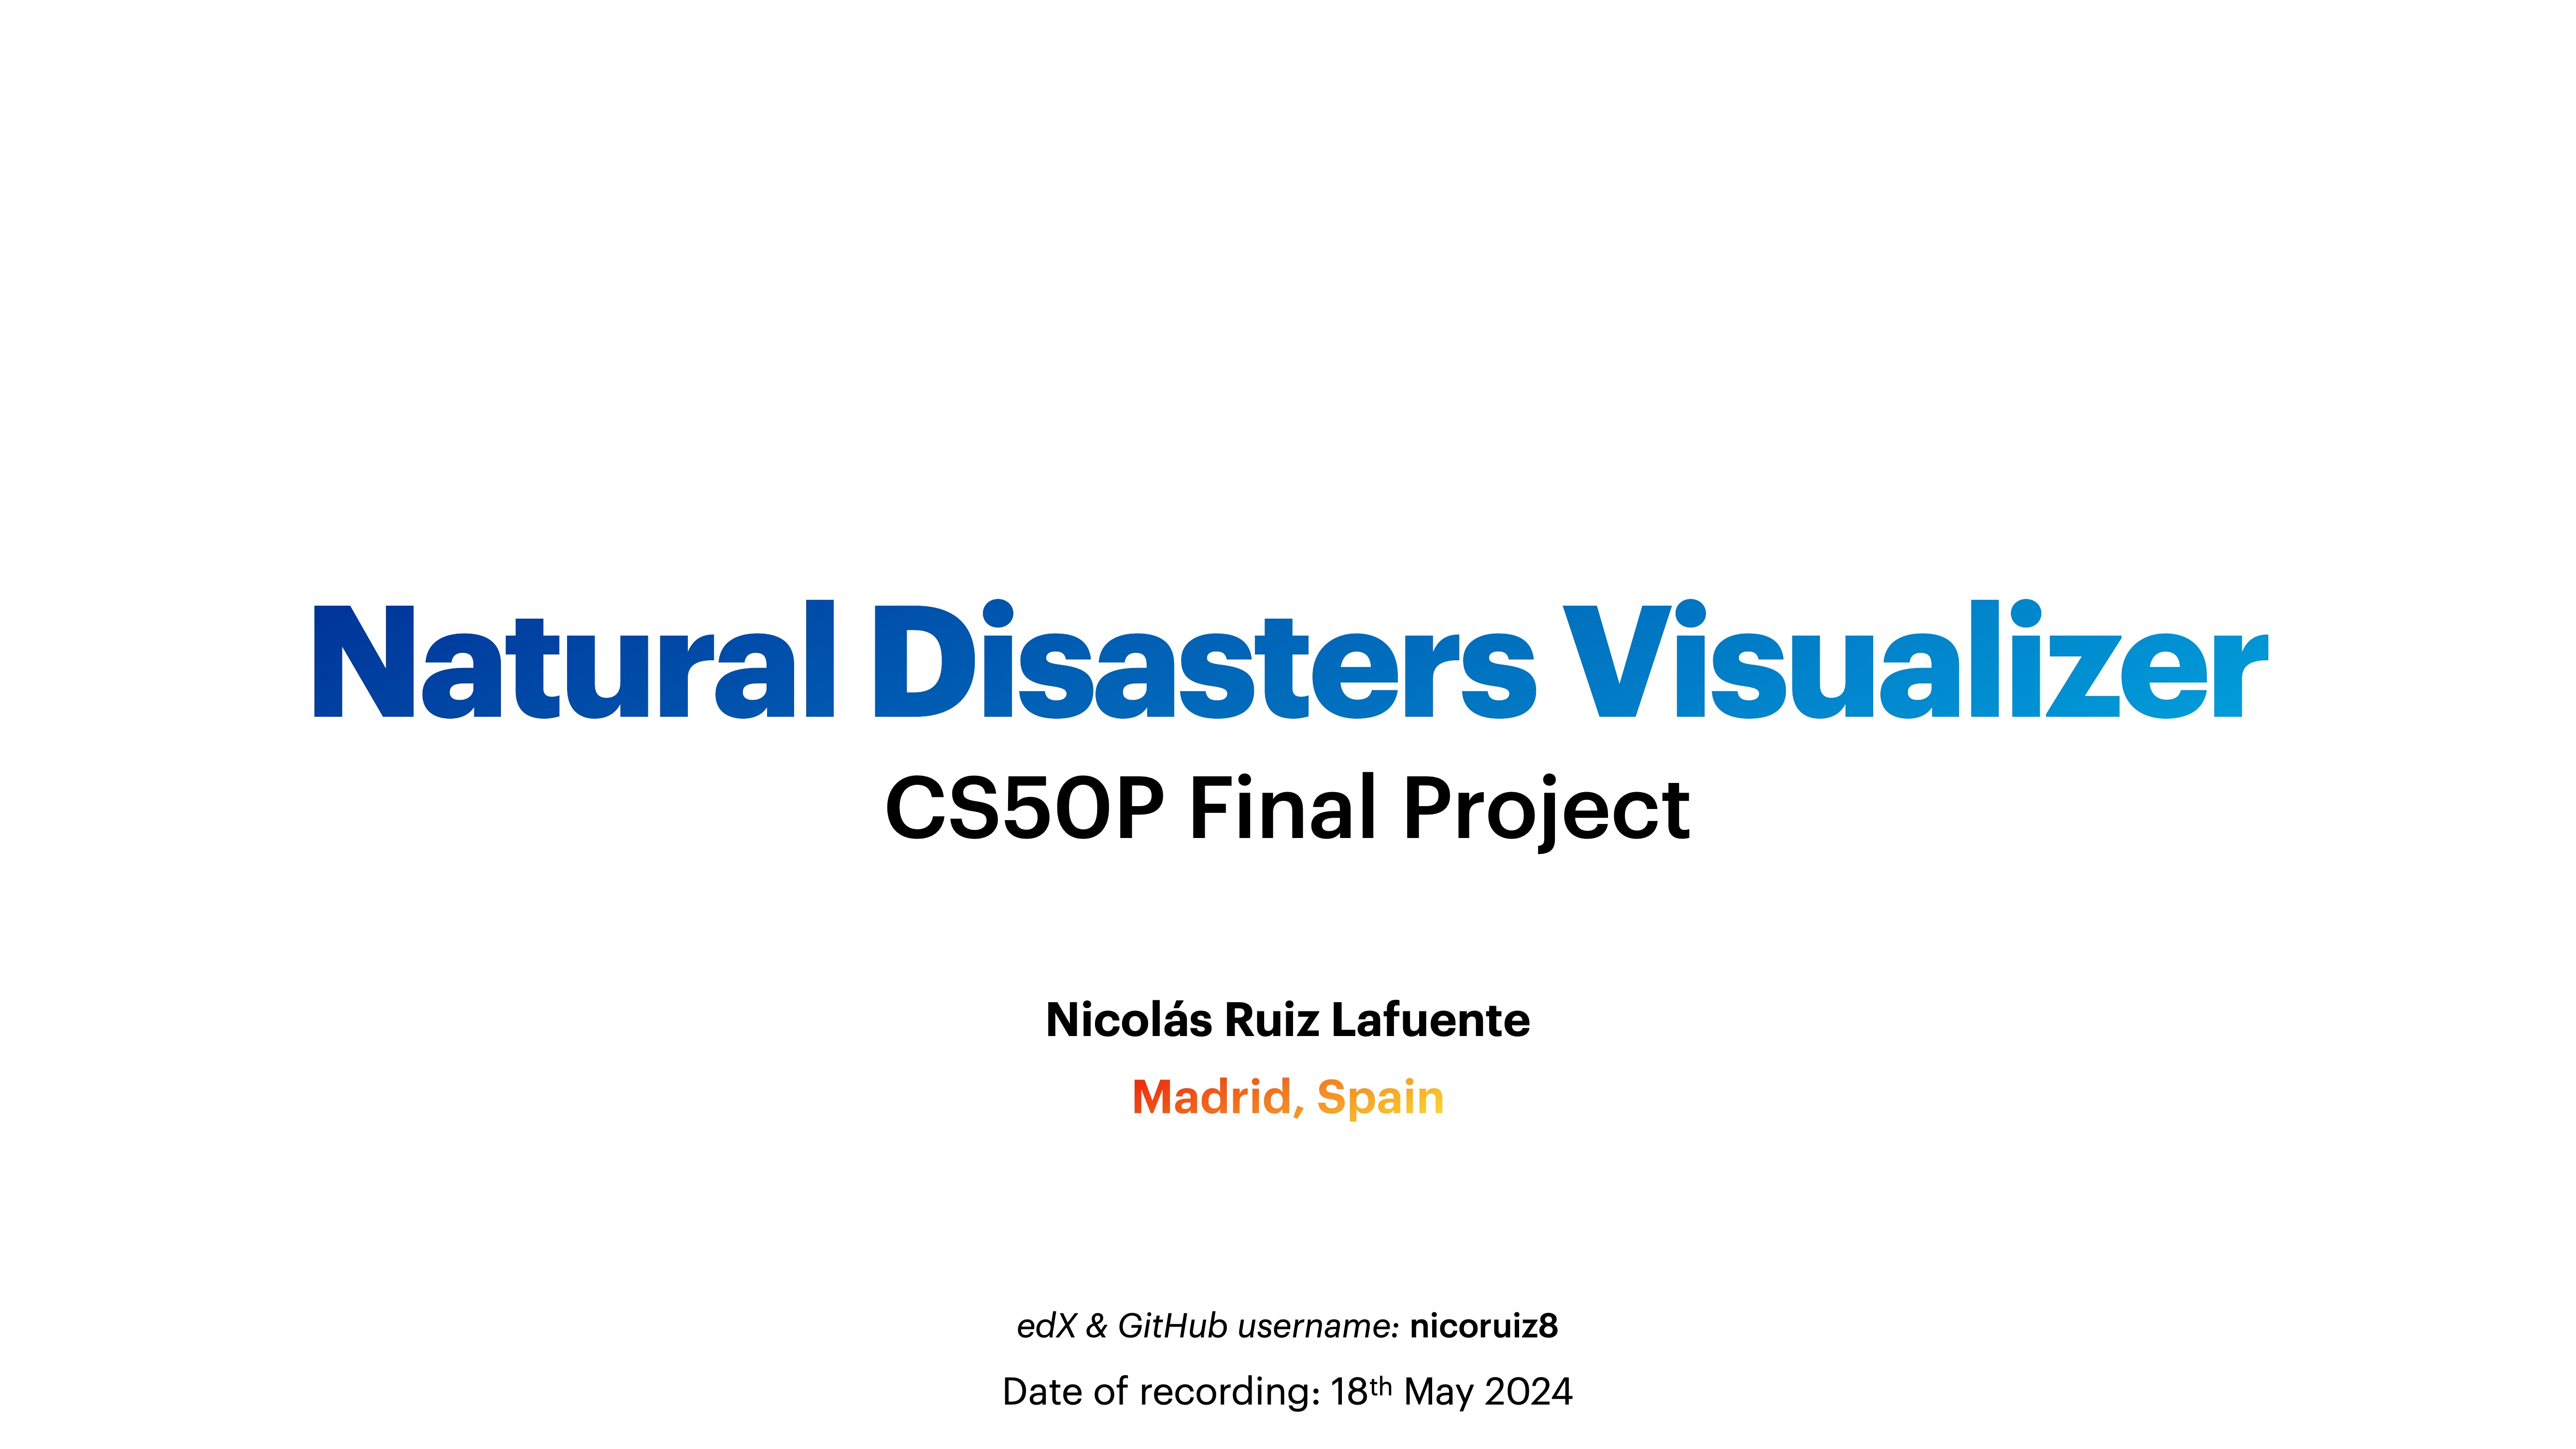 Natural Disasters Visualizer
CS50P Final Project
Nicolás Ruiz Lafuente
Madrid, Spain
edX & GitHub username: nicoruiz8
Date of recording: 18th May 2024